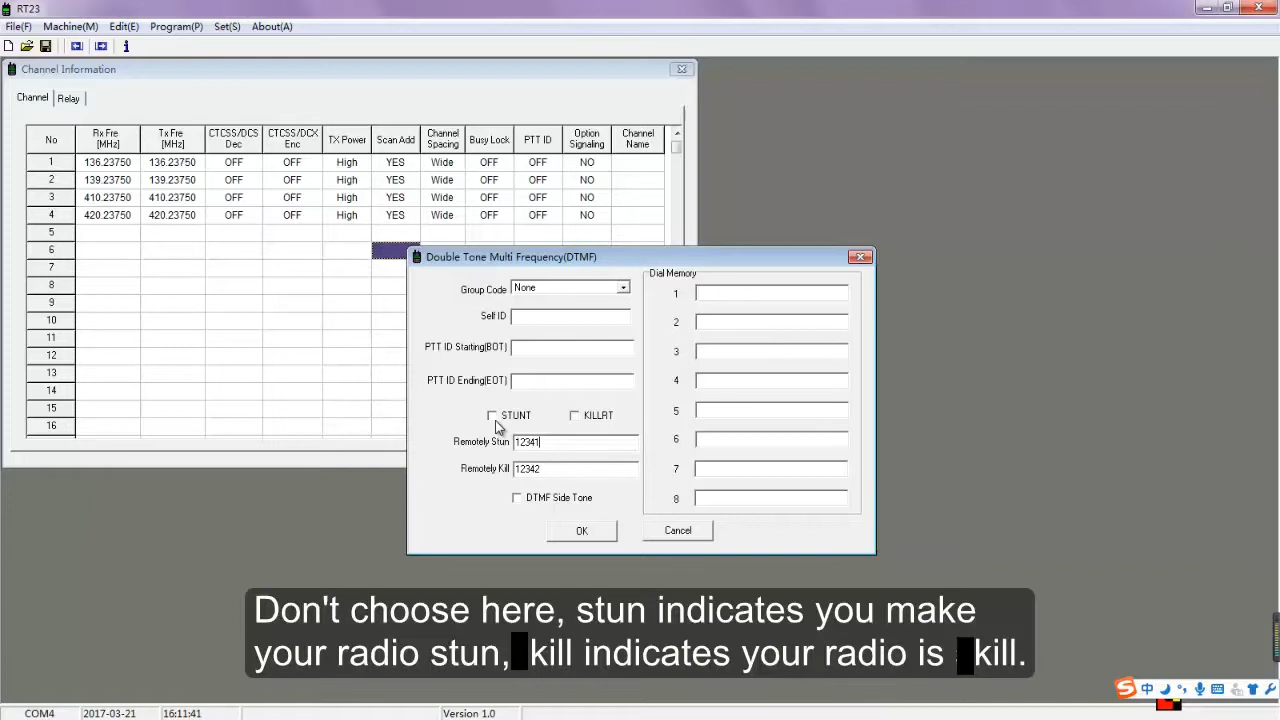 RT23
File(F) Machine(M) Edit(E) Program(P) Set(S) About(A)
Channel Information
Channel Relay
No Rx Fre [MHz] Tx Fre [MHz] CTCSS/DCS Dec CTCSS/DCX Enc TX Power Scan Add Channel Spacing Busy Lock PTT ID Option Signaling Channel Name
1 136.23750 136.23750 OFF OFF High YES Wide OFF OFF NO
2 139.23750 139.23750 OFF OFF High YES Wide OFF OFF NO
3 410.23750 410.23750 OFF OFF High YES Wide OFF OFF NO
4 420.23750 420.23750 OFF OFF High YES Wide OFF OFF NO
5
6
7
8
9
10
11
12
13
14
15
16
Double Tone Multi Frequency(DTMF)
Group Code None
Self ID
PTT ID Starting(BOT)
PTT ID Ending(EOT)
STUNT KILLRT
Remotely Stun 12341
Remotely Kill 12342
DTMF Side Tone
OK Cancel
Dial Memory
1
2
3
4
5
6
7
8
Don't choose here, stun indicates you make
your radio stun, kill indicates your radio is kill.
中
COM4 2017-03-21 16:11:41 Version 1.0